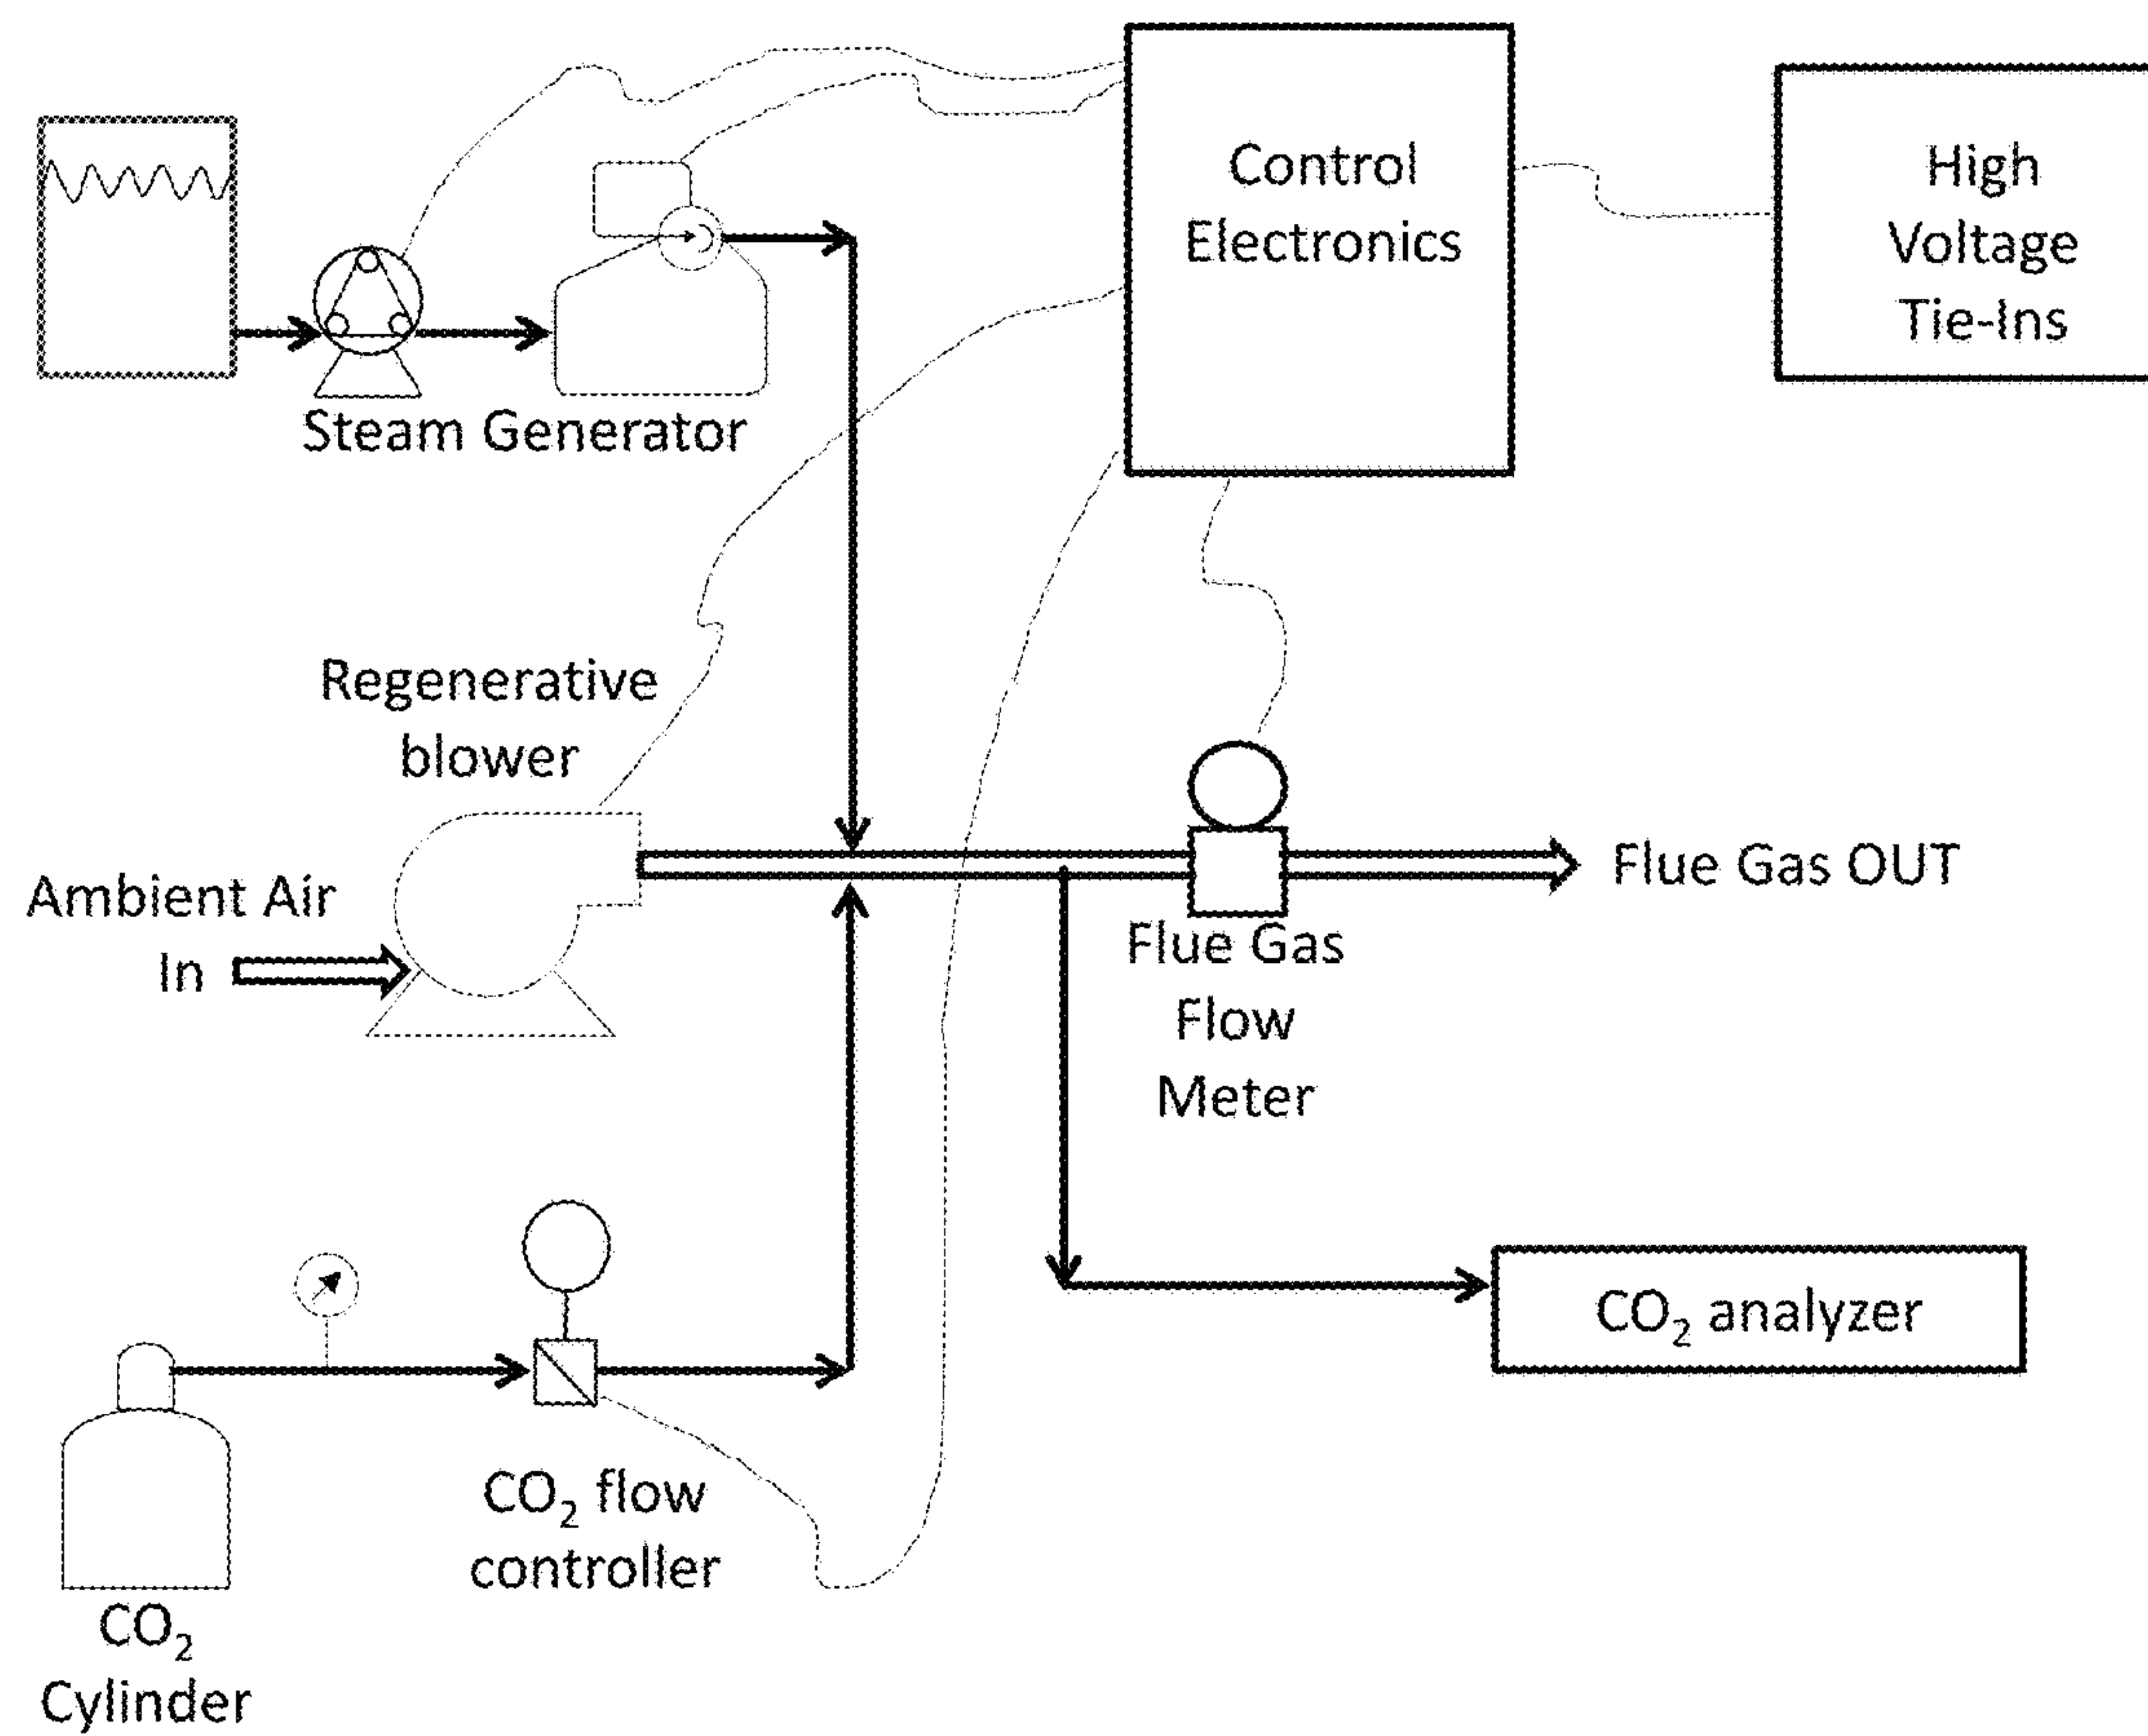 Control
Electronics
High
Voltage
Tie-Ins
Steam Generator
Regenerative
blower
Ambient Air
In
Flue Gas OUT
Flue Gas
Flow
Meter
CO₂ analyzer
CO₂ flow
controller
CO₂
Cylinder